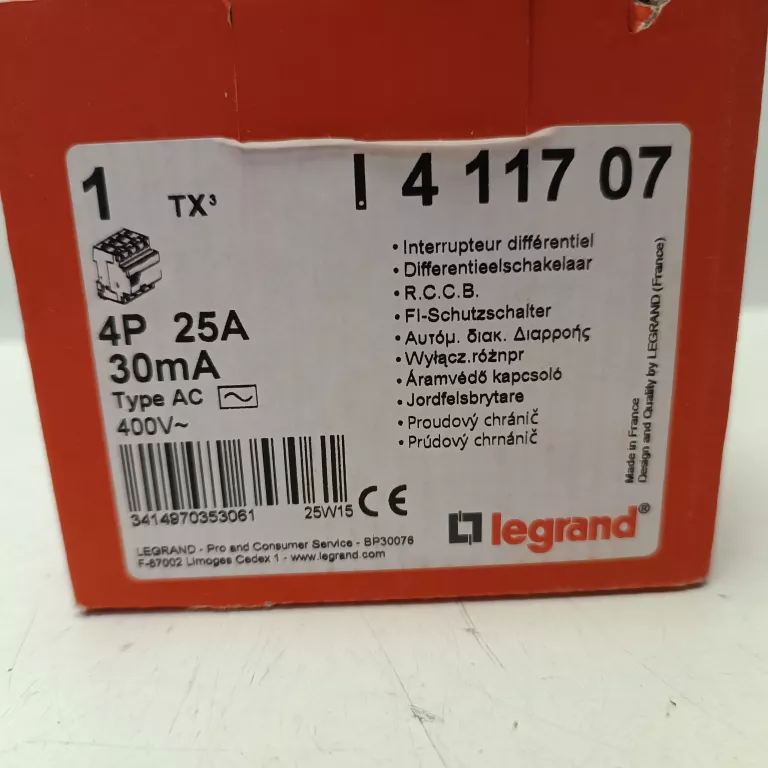 1 TX³ 4 117 07
4P 25A
30mA
Type AC
400V~
• Interrupteur différentiel
• Differentieelschakelaar
• R.C.C.B.
• FI-Schutzschalter
• Αυτόμ. διακ. Διαρροής
• Wyłącz.różnpr
• Áramvédő kapcsoló
• Jordfelsbrytare
• Proudový chránič
• Prúdový chrnánič
Made in France
Design and Quality by LEGRAND (France)
3414970353061 25W15 CE
legrand®
LEGRAND - Pro and Consumer Service - BP30076
F-87002 Limoges Cedex 1 - www.legrand.com